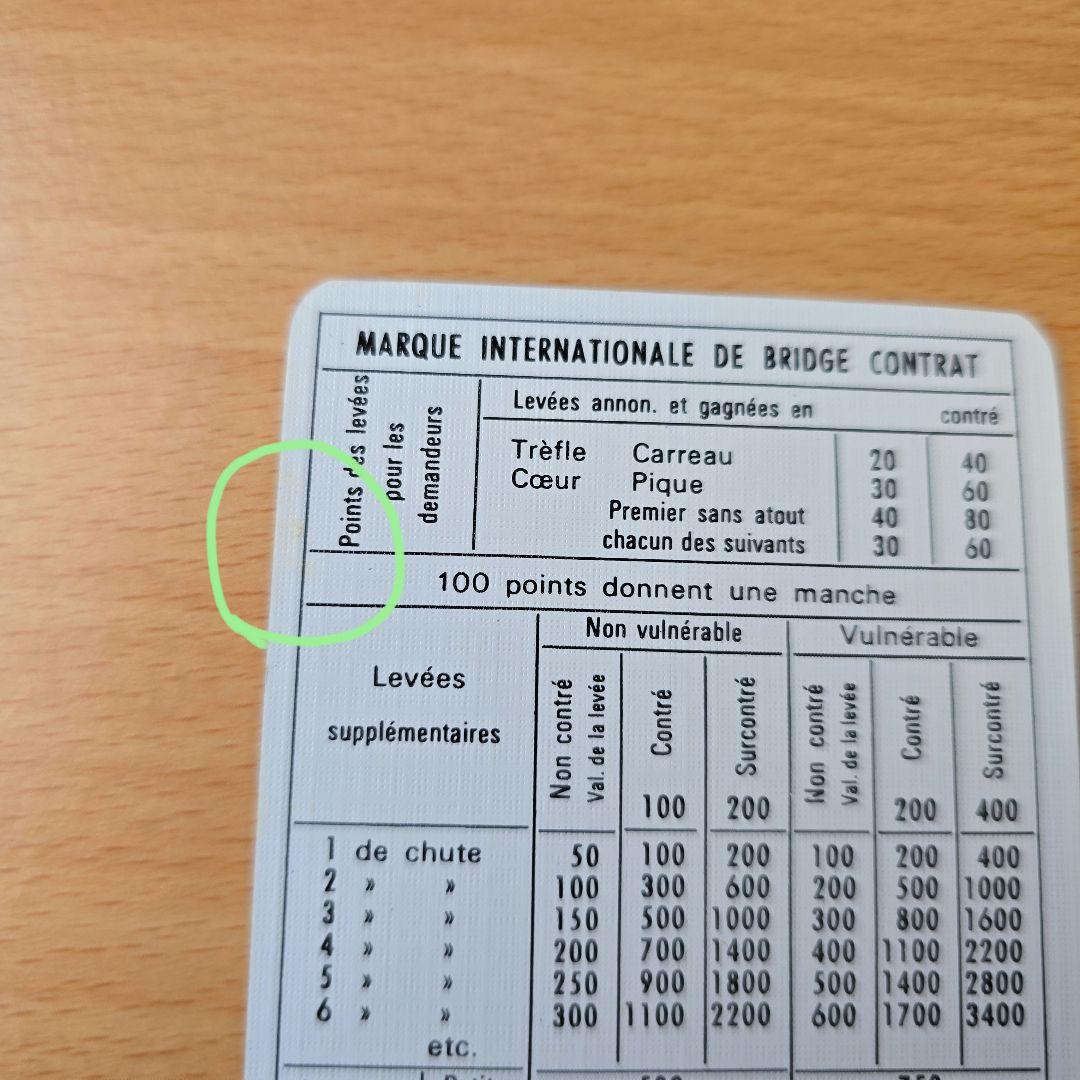 MARQUE INTERNATIONALE DE BRIDGE CONTRAT
Points des levées
pour les
demandeurs
Levées annon. et gagnées en contré
Trèfle Carreau 20 40
Cœur Pique 30 60
Premier sans atout 40 80
chacun des suivants 30 60
100 points donnent une manche
Levées
supplémentaires
Non vulnérable Vulnérable
Non contré
Val. de la levée
Contré
Surcontré
Non contré
Val. de la levée
Contré
Surcontré
100 200 200 400
1 de chute 50 100 200 100 200 400
2 » » 100 300 600 200 500 1000
3 » » 150 500 1000 300 800 1600
4 » » 200 700 1400 400 1100 2200
5 » » 250 900 1800 500 1400 2800
6 » » 300 1100 2200 600 1700 3400
etc.